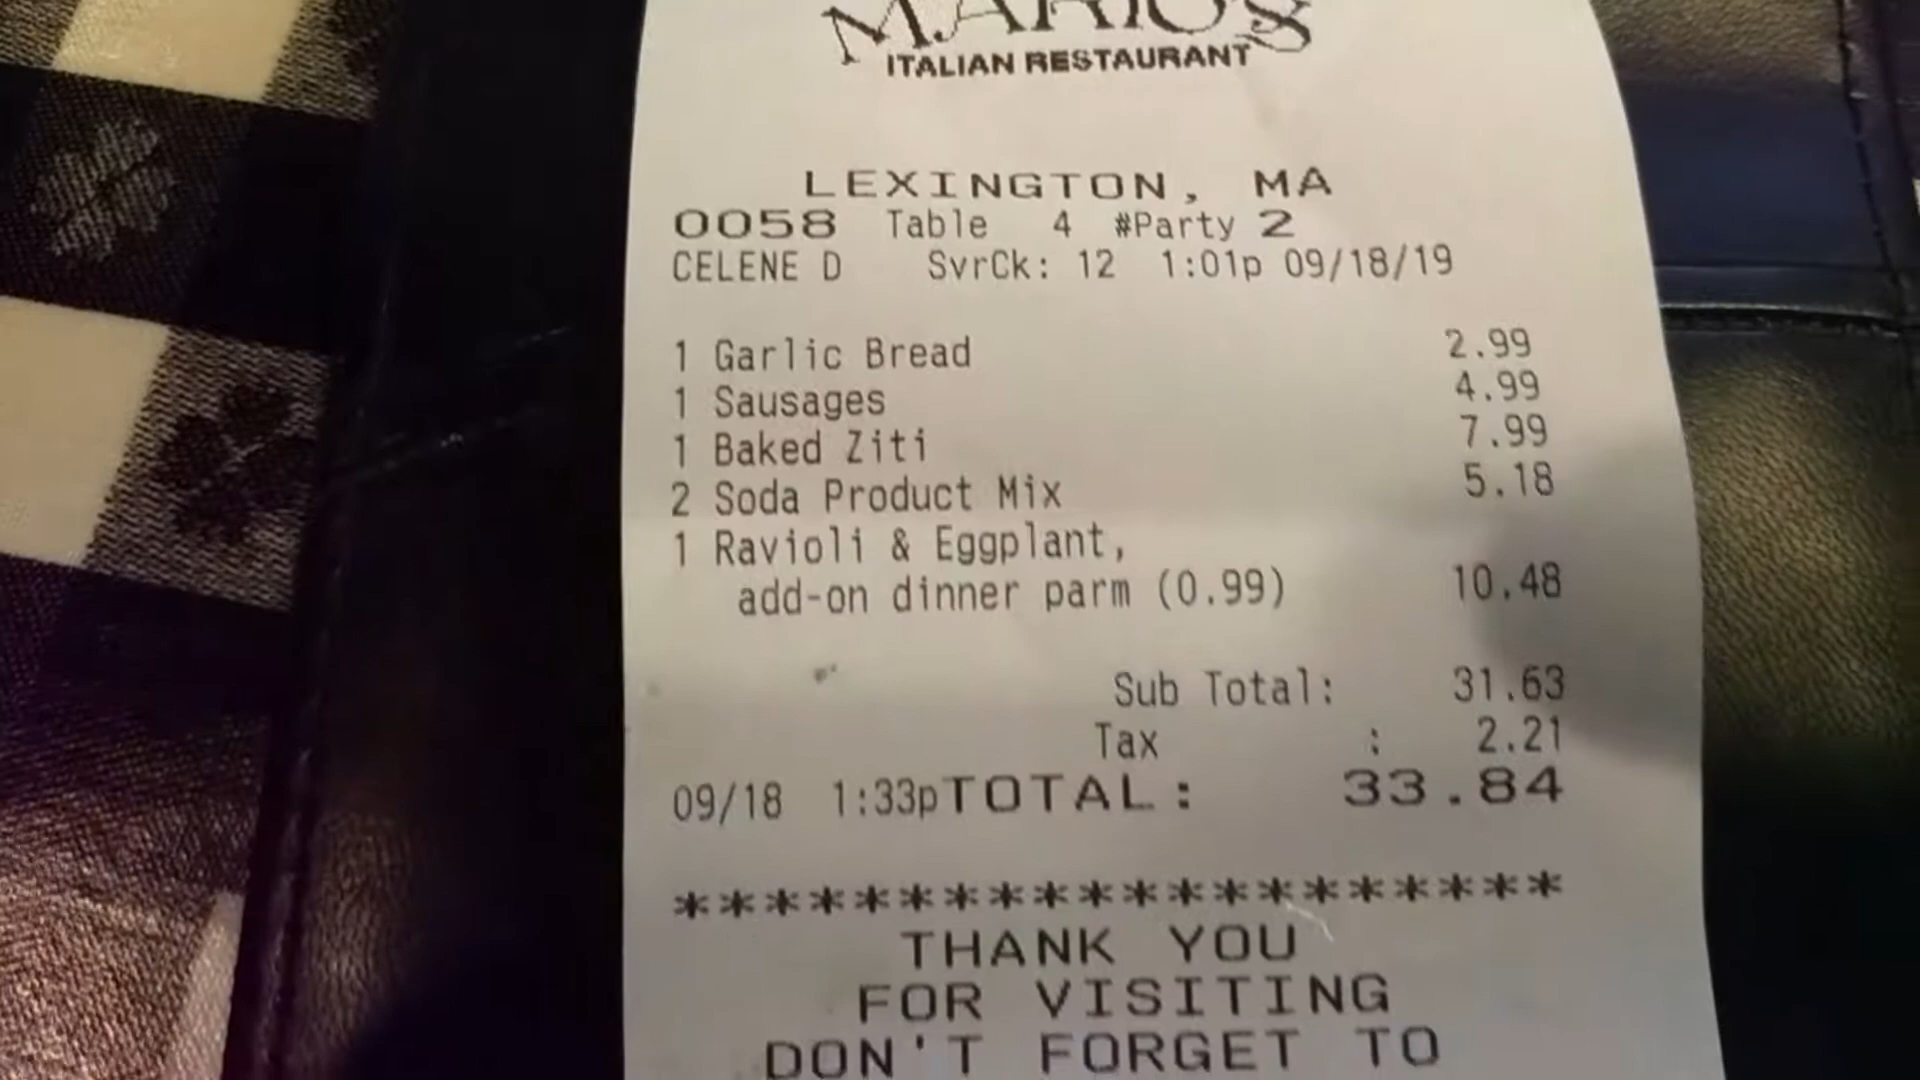 MARIO'S
ITALIAN RESTAURANT
LEXINGTON, MA
0058 Table 4 #Party 2
CELENE D SvrCk: 12 1:01p 09/18/19
1 Garlic Bread 2.99
1 Sausages 4.99
1 Baked Ziti 7.99
2 Soda Product Mix 5.18
1 Ravioli & Eggplant,
add-on dinner parm (0.99) 10.48
Sub Total: 31.63
Tax : 2.21
09/18 1:33pTOTAL: 33.84
********************
THANK YOU
FOR VISITING
DON'T FORGET TO